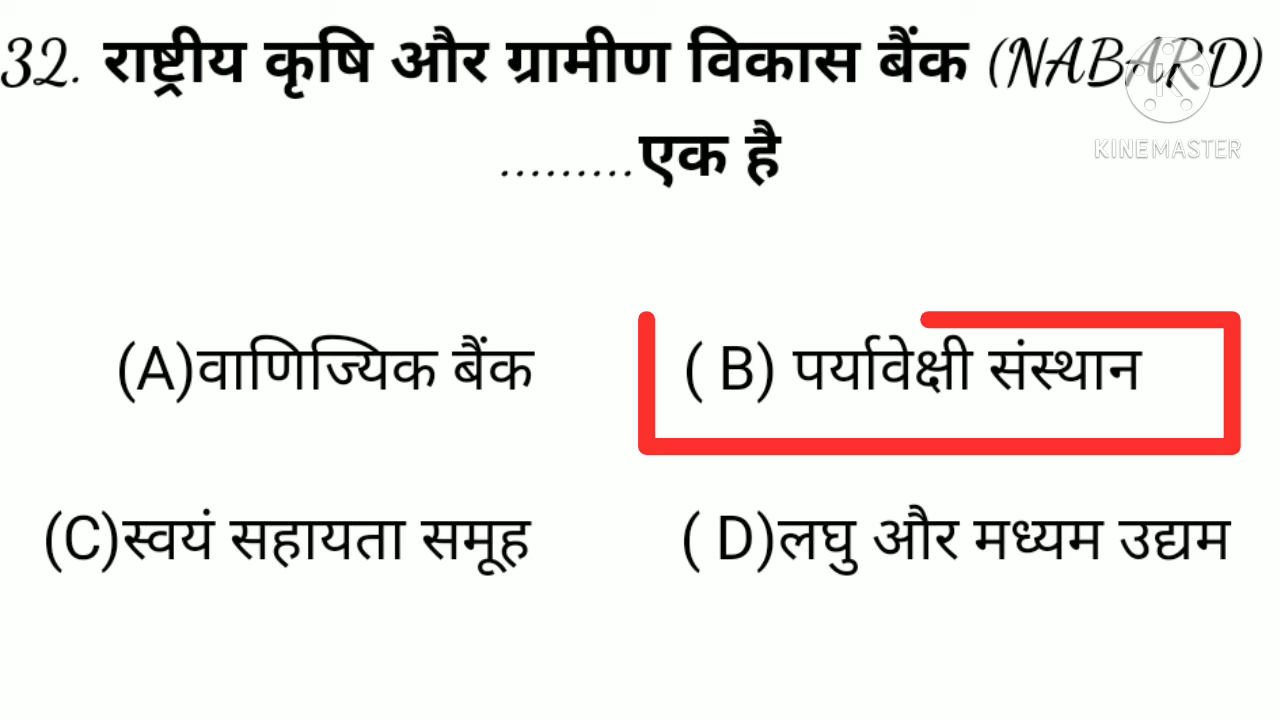 32. राष्ट्रीय कृषि और ग्रामीण विकास बैंक (NABARD)
.........एक है
KINEMASTER
(A)वाणिज्यिक बैंक
( B) पर्यावेक्षी संस्थान
(C)स्वयं सहायता समूह
( D)लघु और मध्यम उद्यम